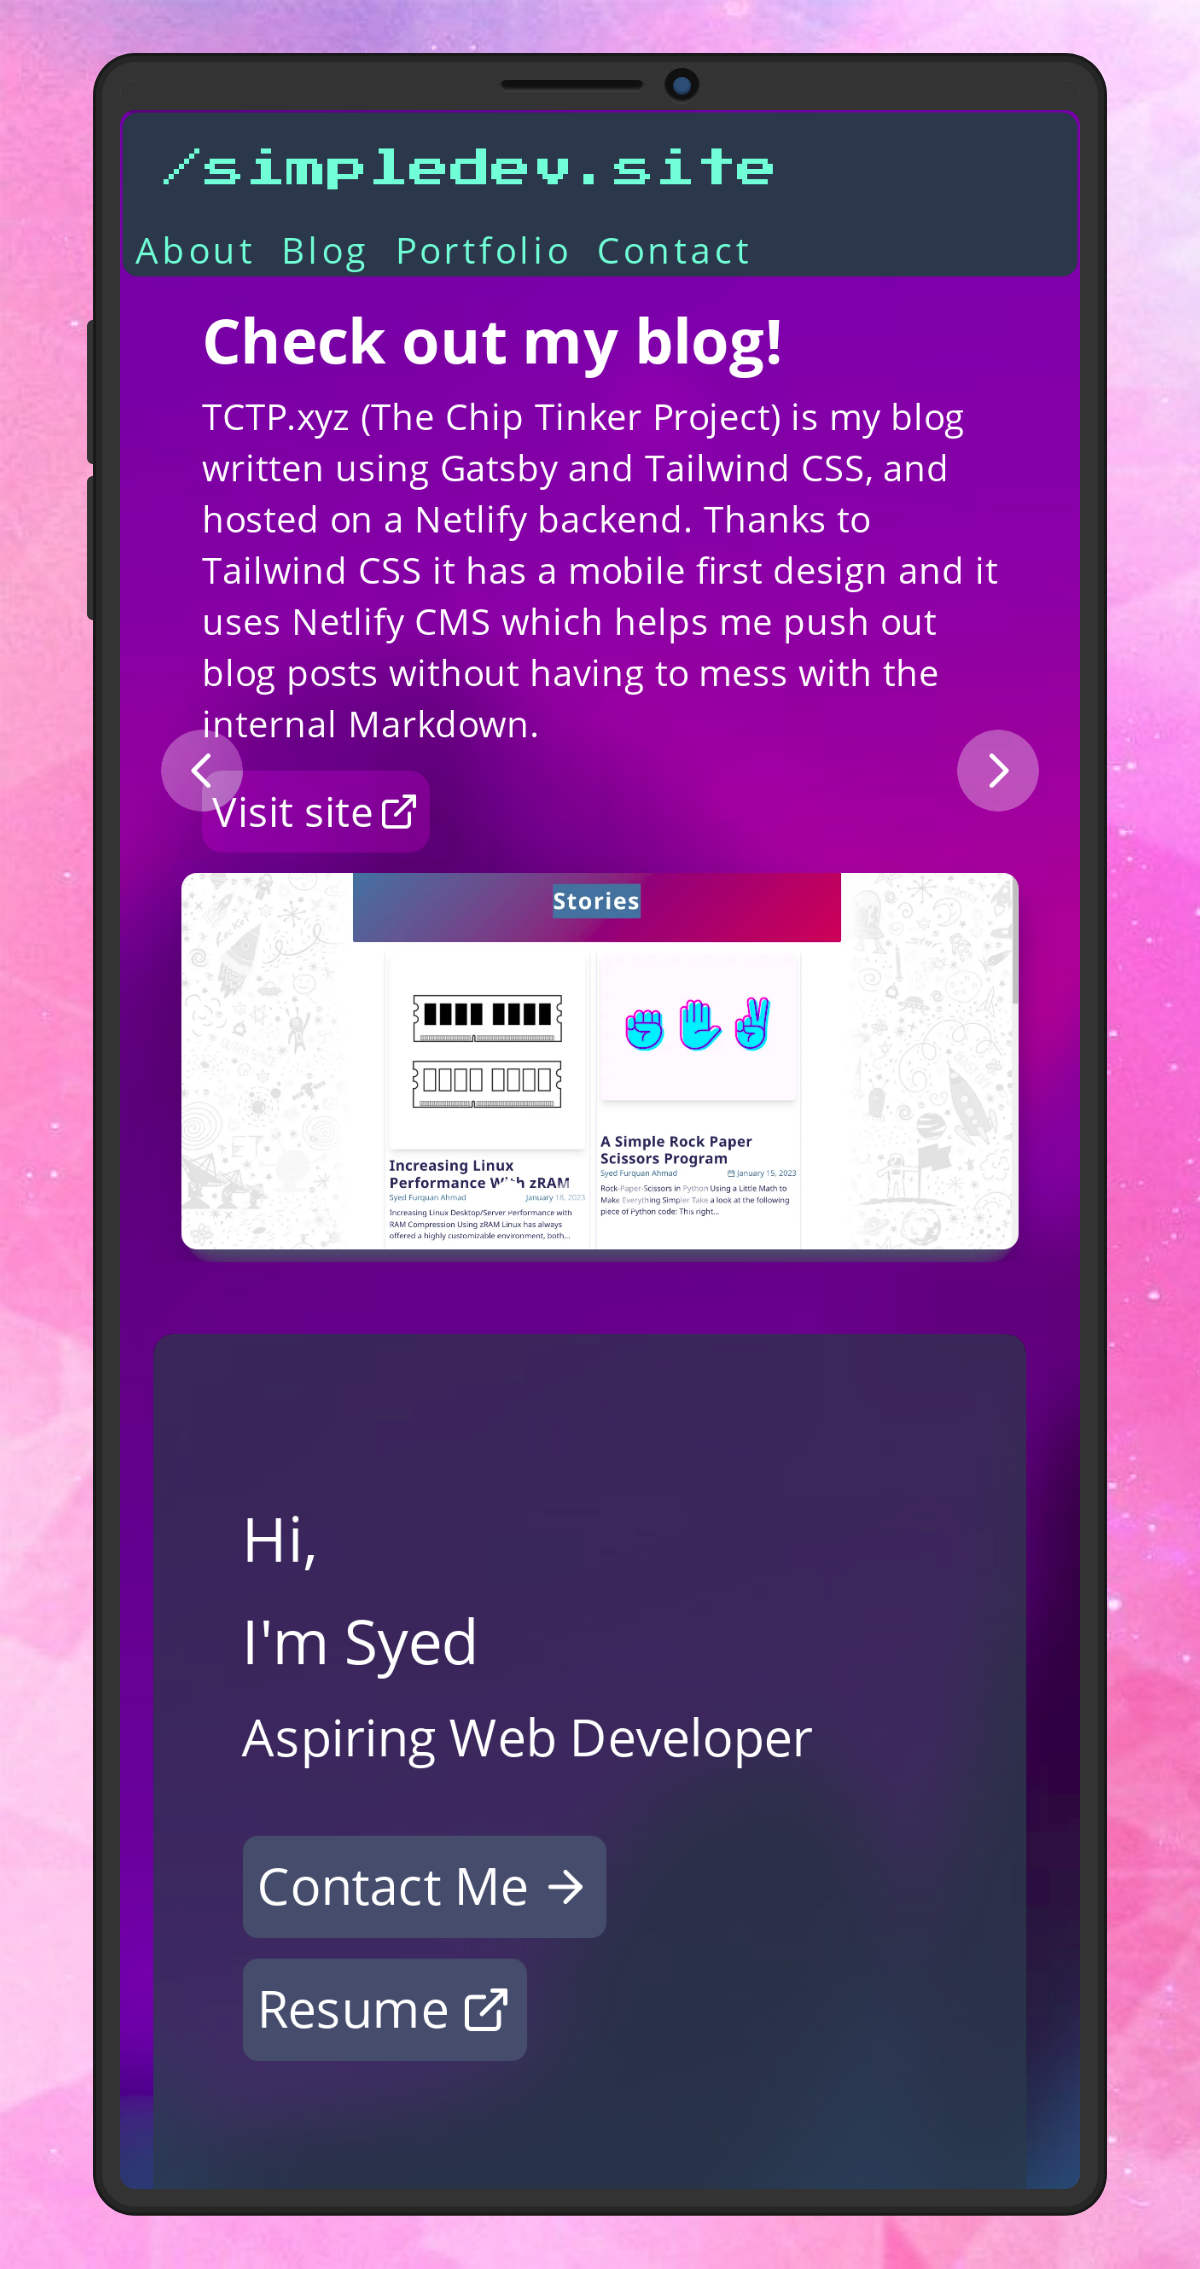 /simpledev.site
About Blog Portfolio Contact
Check out my blog!
TCTP.xyz (The Chip Tinker Project) is my blog
written using Gatsby and Tailwind CSS, and
hosted on a Netlify backend. Thanks to
Tailwind CSS it has a mobile first design and it
uses Netlify CMS which helps me push out
blog posts without having to mess with the
internal Markdown.
Visit site
Stories
Increasing Linux
Performance With zRAM
Syed Furquan Ahmad January 18, 2023
Increasing Linux Desktop/Server Performance with
RAM Compression Using zRAM Linux has always
offered a highly customizable environment, both...
A Simple Rock Paper
Scissors Program
Syed Furquan Ahmad January 15, 2023
Rock-Paper-Scissors in Python Using a Little Math to
Make Everything Simpler Take a look at the following
piece of Python code: This right...
Hi,
I'm Syed
Aspiring Web Developer
Contact Me
Resume